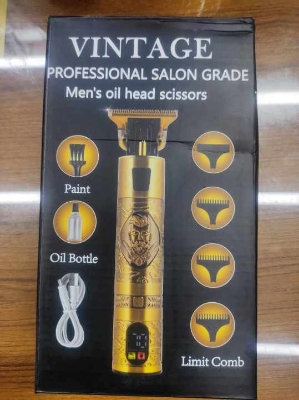 VINTAGE
PROFESSIONAL SALON GRADE
Men's oil head scissors
Paint
Oil Bottle
Limit Comb